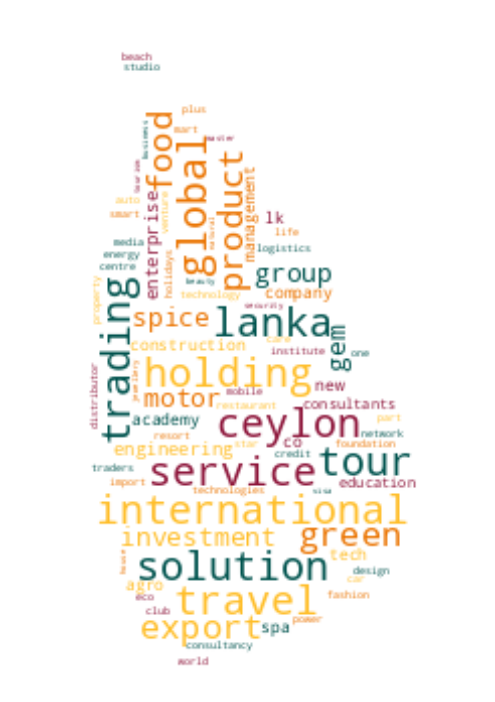 beach
studio
plus
food
global
mart
master
business
product
tourism
management
enterprise
venture
natural
auto
smart
lk
life
media
logistics
energy
centre
holidays
beauty
group
property
technology
company
trading
security
spice
lanka
gem
construction
care
institute
one
holding
new
distributor
jewellery
motor
mobile
restaurant
consultants
academy
ceylon
part
resort
co
network
engineering
star
foundation
credit
tour
traders
service
import
technologies
visa
education
international
investment
green
house
tech
solution
design
car
agro
eco
travel
fashion
club
export
spa
power
consultancy
world